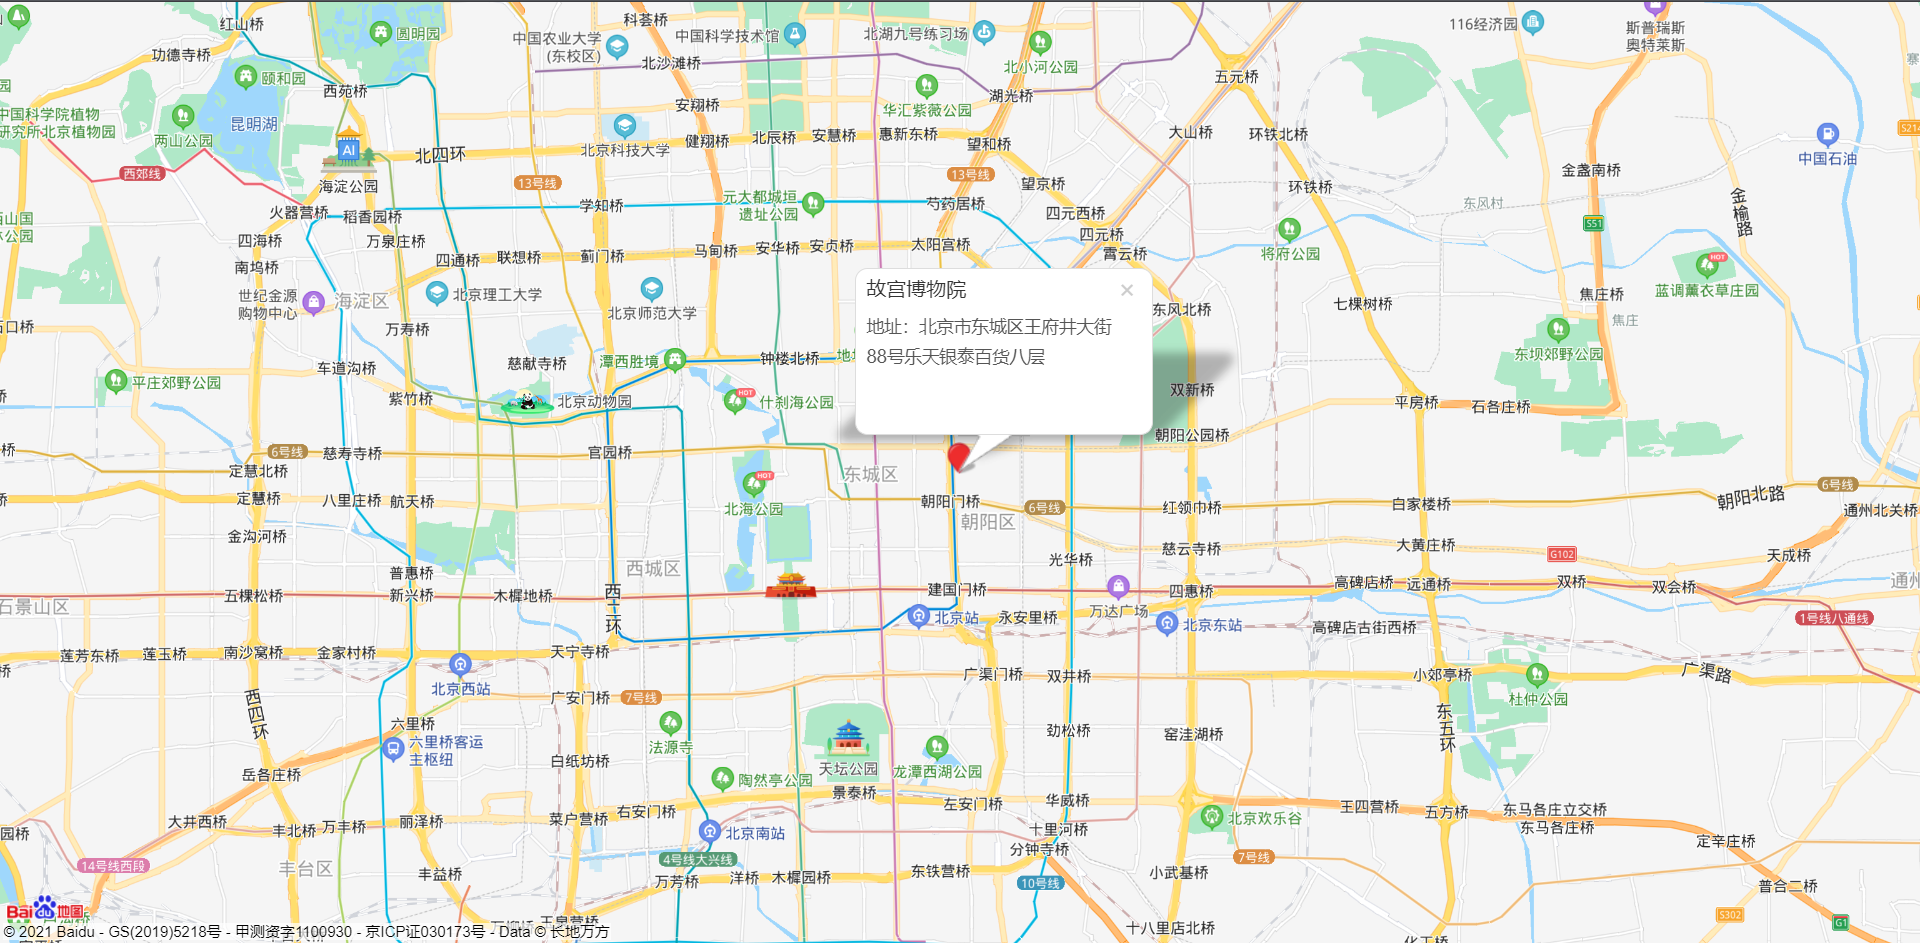 红山桥
科荟桥
116经济园
斯普瑞斯
奥特莱斯
圆明园
中国农业大学
(东校区)
中国科学技术馆
北湖九号练习场
功德寺桥
北沙滩桥
北小河公园
五元桥
颐和园
西苑桥
安翔桥
华汇紫薇公园
湖光桥
中国科学院植物
研究所北京植物园
两山公园
昆明湖
北京科技大学
健翔桥
北辰桥
安慧桥
惠新东桥
望和桥
大山桥
环铁北桥
中国石油
S214
北四环
西郊线
海淀公园
13号线
13号线
望京桥
环铁桥
金盏南桥
火器营桥
稻香园桥
学知桥
元大都城垣
遗址公园
芍药居桥
四元西桥
东风村
金榆路
S51
四海桥
万泉庄桥
四通桥
联想桥
蓟门桥
马甸桥
安华桥
安贞桥
太阳宫桥
四元桥
霄云桥
将府公园
南坞桥
世纪金源
购物中心
海淀区
北京理工大学
北京师范大学
故宫博物院
地址：北京市东城区王府井大街
88号乐天银泰百货八层
东风北桥
七棵树桥
焦庄桥
焦庄
HOT
蓝调薰衣草庄园
万寿桥
车道沟桥
慈献寺桥
潭西胜境
钟楼北桥
东坝郊野公园
平庄郊野公园
紫竹桥
北京动物园
HOT
什刹海公园
双新桥
平房桥
石各庄桥
朝阳公园桥
6号线
慈寿寺桥
官园桥
定慧北桥
东城区
定慧桥
八里庄桥
航天桥
HOT
北海公园
朝阳门桥
6号线
朝阳区
红领巾桥
白家楼桥
朝阳北路
6号线
通州北关桥
金沟河桥
西城区
光华桥
慈云寺桥
大黄庄桥
G102
天成桥
普惠桥
石景山区
五棵松桥
新兴桥
木樨地桥
西二环
建国门桥
万达广场
四惠桥
高碑店桥
远通桥
双桥
双会桥
北京站
永安里桥
北京东站
高碑店古街西桥
1号线八通线
莲芳东桥
莲玉桥
南沙窝桥
金家村桥
天宁寺桥
北京西站
广安门桥
7号线
广渠门桥
双井桥
小郊亭桥
广渠路
杜仲公园
西四环
六里桥
六里桥客运
主枢纽
法源寺
劲松桥
窑洼湖桥
东五环
岳各庄桥
白纸坊桥
陶然亭公园
天坛公园
龙潭西湖公园
景泰桥
左安门桥
华威桥
王四营桥
五方桥
东马各庄立交桥
东马各庄桥
大井西桥
丰北桥
万丰桥
丽泽桥
菜户营桥
右安门桥
北京南站
十里河桥
北京欢乐谷
定辛庄桥
14号线西段
丰台区
丰益桥
4号线大兴线
万芳桥
洋桥
木樨园桥
东铁营桥
分钟寺桥
10号线
小武基桥
7号线
普合二桥
S302
G1
十八里店北桥
Bai du 地图
© 2021 Baidu - GS(2019)5218号 - 甲测资字1100930 - 京ICP证030173号 - Data © 长地万方